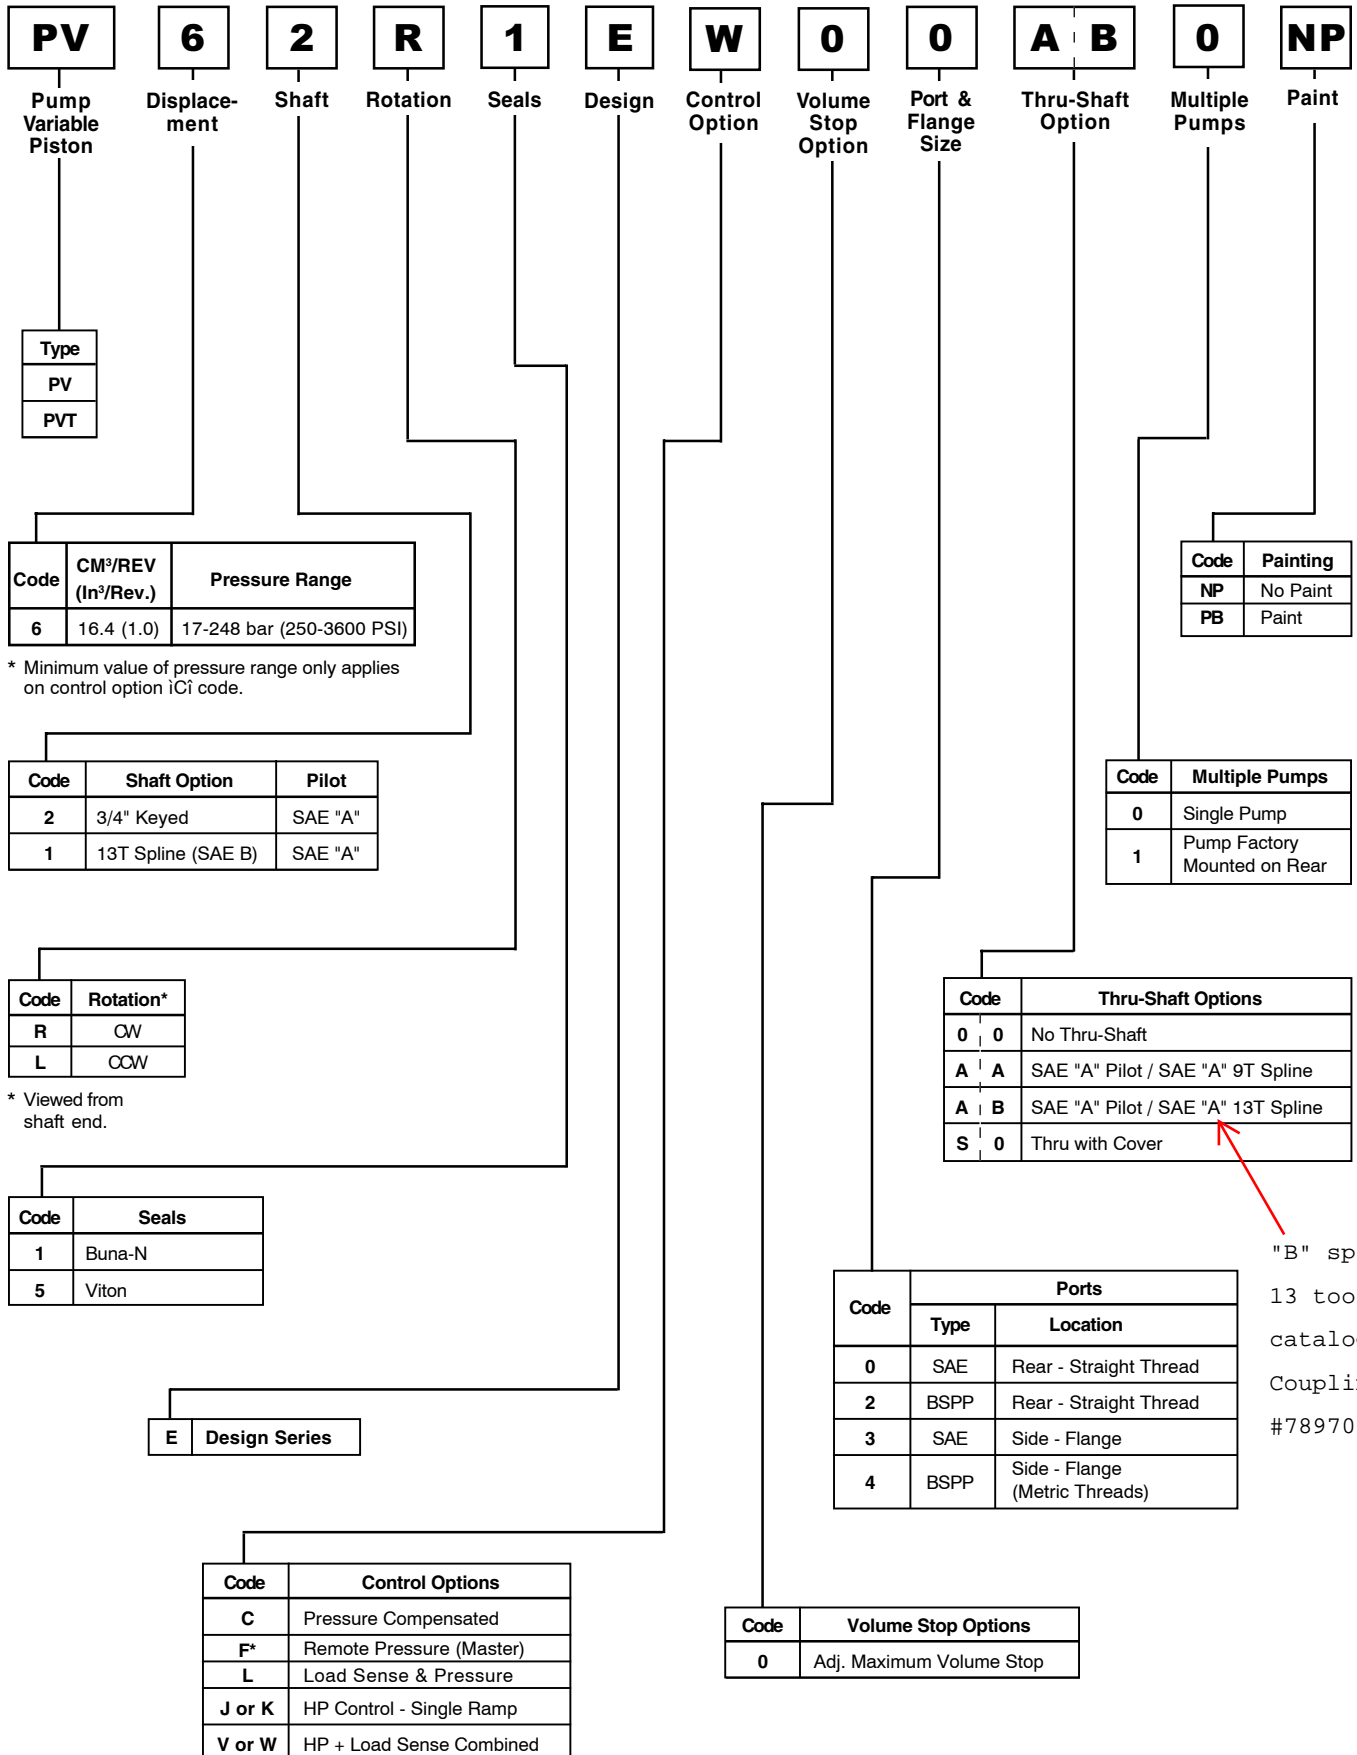 PV 6 2 R 1 E W 0 0 A B 0 NP
Pump Variable Piston
Displace-ment
Shaft
Rotation
Seals
Design
Control Option
Volume Stop Option
Port & Flange Size
Thru-Shaft Option
Multiple Pumps
Paint
Type
PV
PVT
Code CM³/REV (In³/Rev.) Pressure Range
6 16.4 (1.0) 17-248 bar (250-3600 PSI)
* Minimum value of pressure range only applies
on control option ìCî code.
Code Painting
NP No Paint
PB Paint
Code Shaft Option Pilot
2 3/4" Keyed SAE "A"
1 13T Spline (SAE B) SAE "A"
Code Multiple Pumps
0 Single Pump
1 Pump Factory
Mounted on Rear
Code Rotation*
R CW
L CCW
* Viewed from
shaft end.
Code Thru-Shaft Options
0 0 No Thru-Shaft
A A SAE "A" Pilot / SAE "A" 9T Spline
A B SAE "A" Pilot / SAE "A" 13T Spline
S 0 Thru with Cover
Code Seals
1 Buna-N
5 Viton
"B" sp
13 too
catalo
Coupli
#78970
Code Ports
Type Location
0 SAE Rear - Straight Thread
2 BSPP Rear - Straight Thread
3 SAE Side - Flange
4 BSPP Side - Flange
(Metric Threads)
E Design Series
Code Control Options
C Pressure Compensated
F* Remote Pressure (Master)
L Load Sense & Pressure
J or K HP Control - Single Ramp
V or W HP + Load Sense Combined
Code Volume Stop Options
0 Adj. Maximum Volume Stop